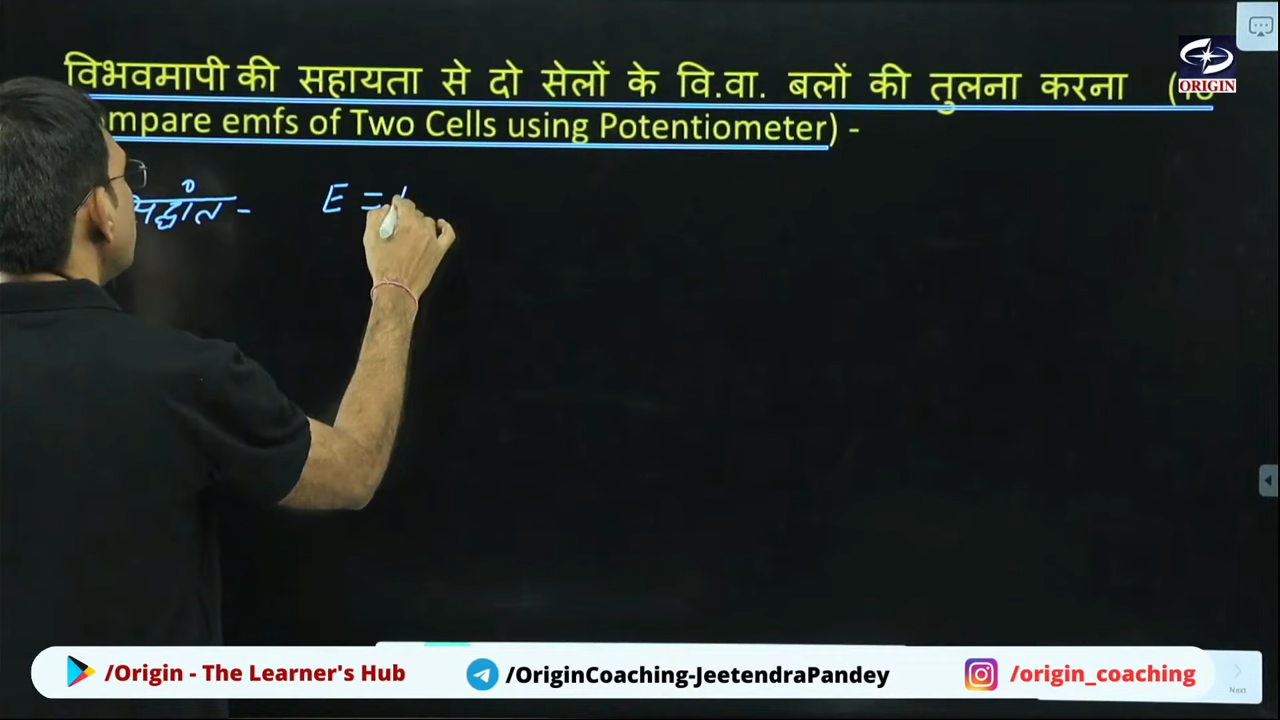 विभवमापी की सहायता से दो सेलों के वि.वा. बलों की तुलना करना
ORIGIN
emfs of Two Cells using Potentiometer) -
E =
/Origin - The Learner's Hub
/OriginCoaching-JeetendraPandey
/origin_coaching
Next